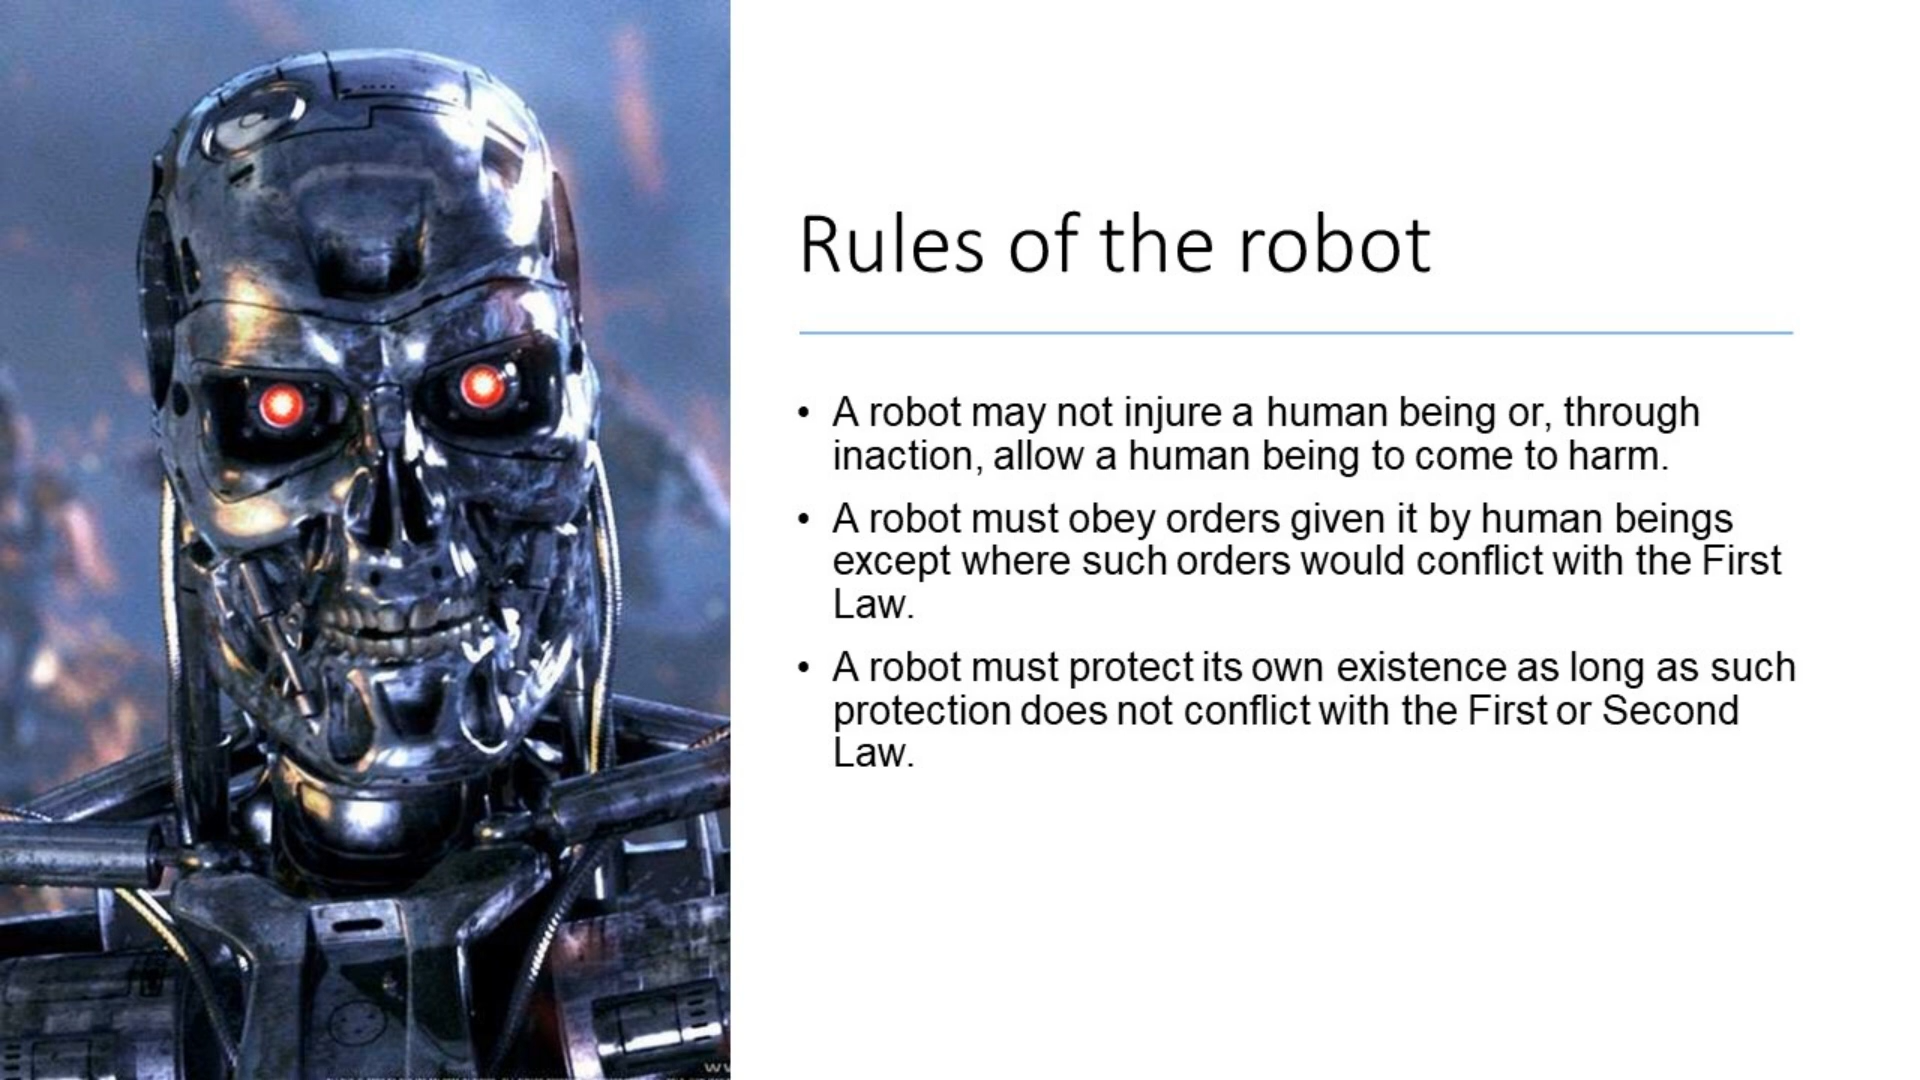 Rules of the robot
• A robot may not injure a human being or, through
inaction, allow a human being to come to harm.
• A robot must obey orders given it by human beings
except where such orders would conflict with the First
Law.
• A robot must protect its own existence as long as such
protection does not conflict with the First or Second
Law.